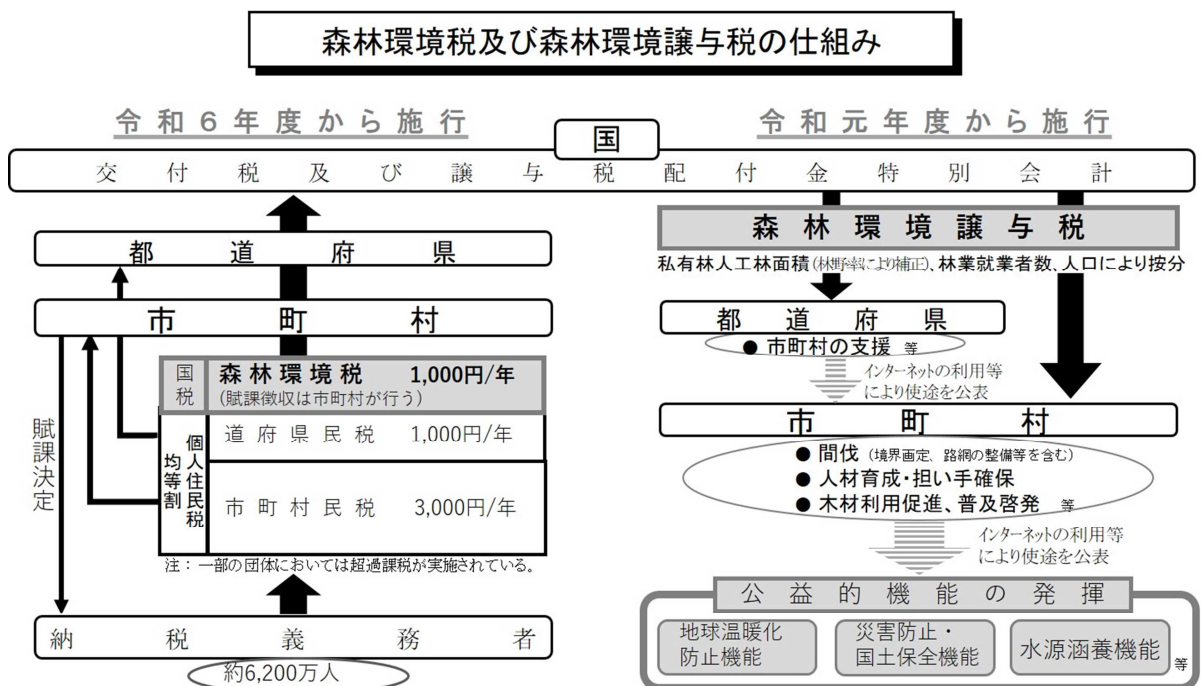 森林環境税及び森林環境譲与税の仕組み
令和６年度から施行
令和元年度から施行
国
交付税及び譲与税配付金特別会計
都道府県
市町村
国税
森林環境税 1,000円/年
(賦課徴収は市町村が行う)
個人住民税
均等割
道府県民税 1,000円/年
市町村民税 3,000円/年
注：一部の団体においては超過課税が実施されている。
賦課決定
納税義務者
約6,200万人
森林環境譲与税
私有林人工林面積(林野率により補正)、林業就業者数、人口により按分
都道府県
● 市町村の支援 等
インターネットの利用等
により使途を公表
市町村
● 間伐（境界画定、路網の整備等を含む）
● 人材育成・担い手確保
● 木材利用促進、普及啓発 等
インターネットの利用等
により使途を公表
公益的機能の発揮
地球温暖化
防止機能
災害防止・
国土保全機能
水源涵養機能
等